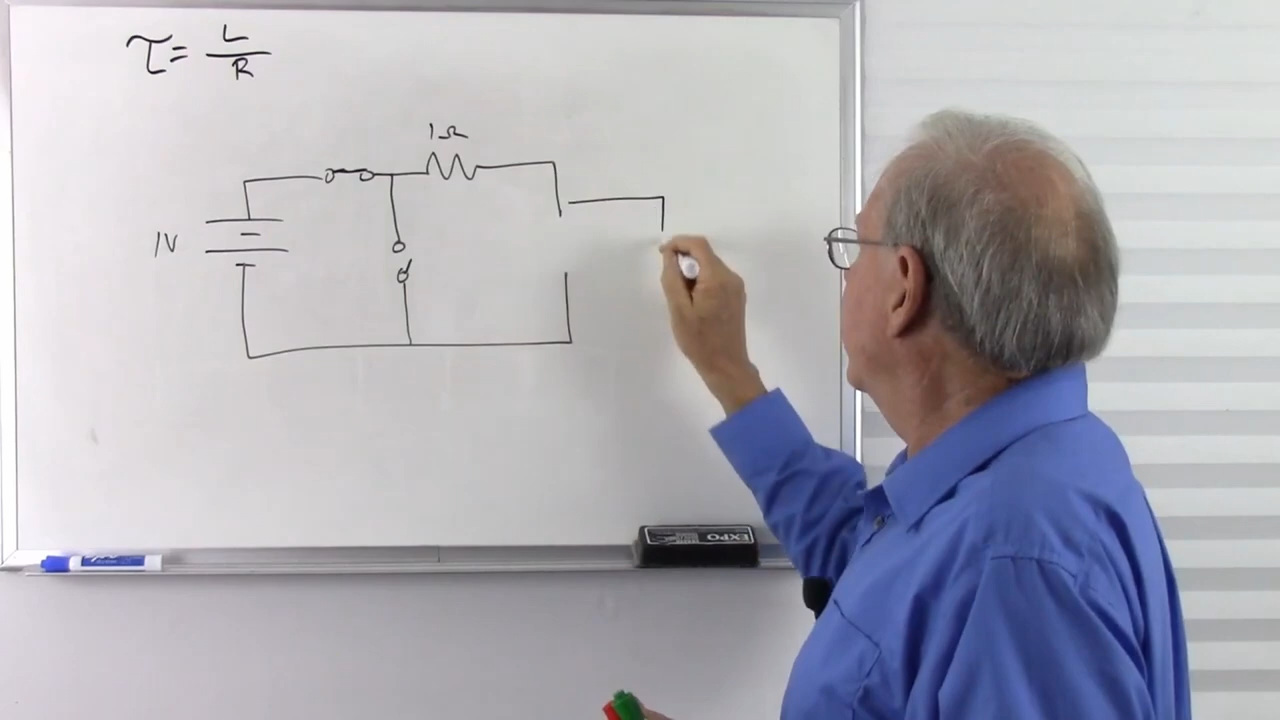 τ = L/R
1Ω
1V
EXPO